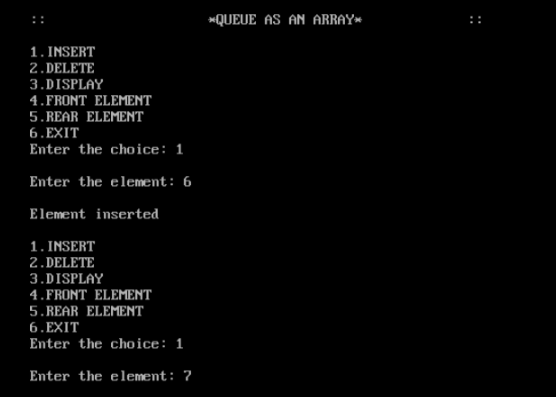 :: *QUEUE AS AN ARRAY* ::
1.INSERT
2.DELETE
3.DISPLAY
4.FRONT ELEMENT
5.REAR ELEMENT
6.EXIT
Enter the choice: 1
Enter the element: 6
Element inserted
1.INSERT
2.DELETE
3.DISPLAY
4.FRONT ELEMENT
5.REAR ELEMENT
6.EXIT
Enter the choice: 1
Enter the element: 7